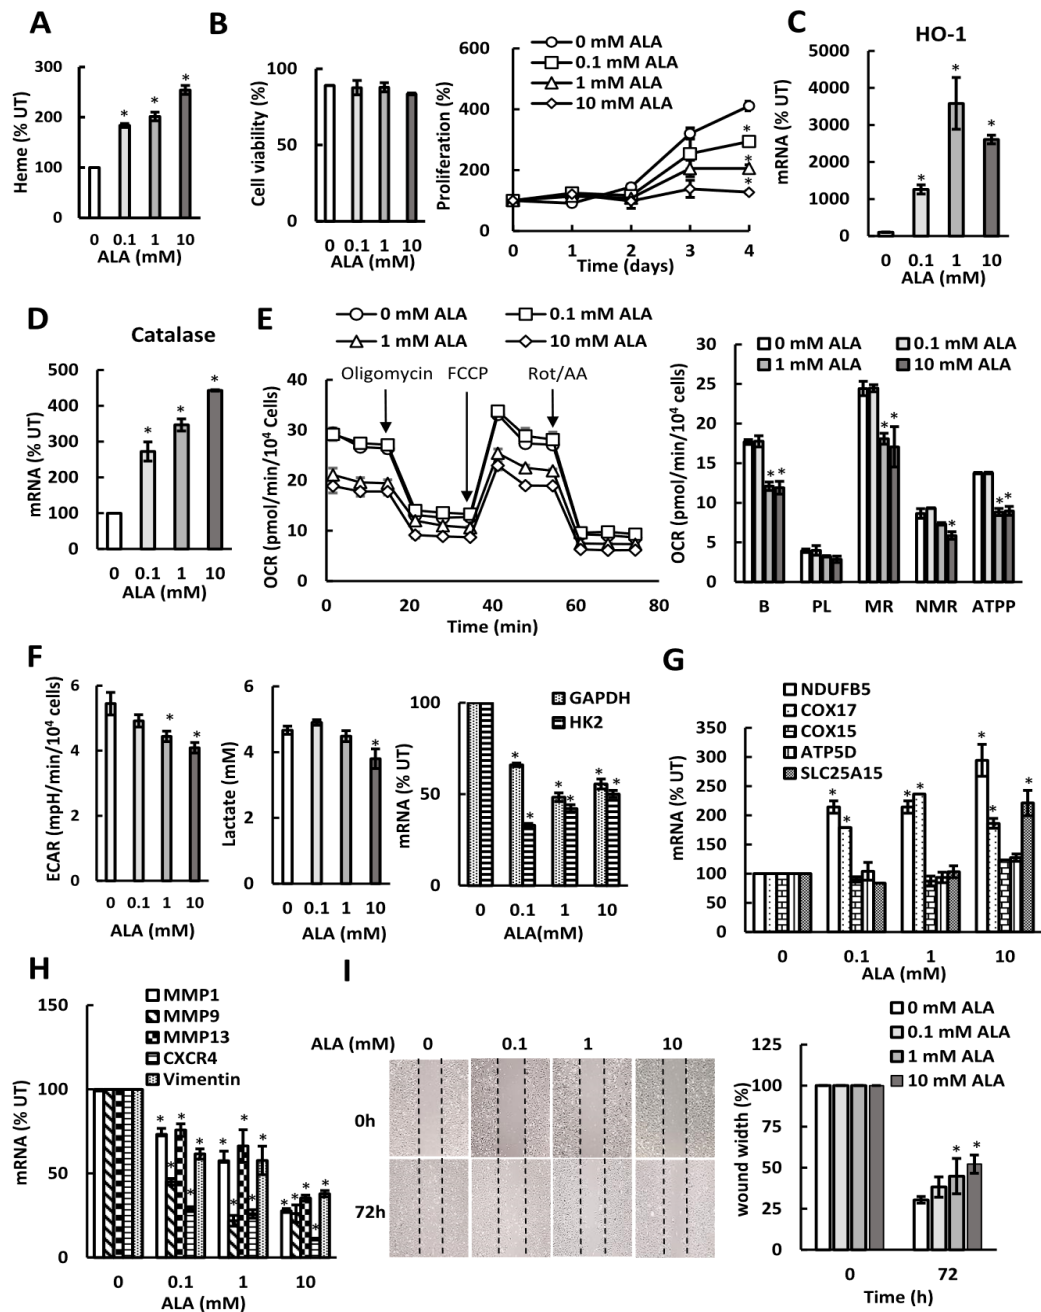 A
Heme (% UT)
300
200
100
0
0 0.1 1 10
ALA (mM)
* * *
B
Cell viability (%)
100
50
0
0 0.1 1 10
ALA (mM)
Proliferation (%)
0 mM ALA
0.1 mM ALA
1 mM ALA
10 mM ALA
600
400
200
0
0 1 2 3 4
Time (days)
* * *
C
HO-1
mRNA (% UT)
5000
4000
3000
2000
1000
0
0 0.1 1 10
ALA (mM)
* * *
D
Catalase
mRNA (% UT)
500
400
300
200
100
0
0 0.1 1 10
ALA (mM)
* * *
E
0 mM ALA 0.1 mM ALA
1 mM ALA 10 mM ALA
Oligomycin FCCP Rot/AA
OCR (pmol/min/10⁴ cells)
40
30
20
10
0
0 20 40 60 80
Time (min)
0 mM ALA 0.1 mM ALA
1 mM ALA 10 mM ALA
OCR (pmol/min/10⁴ cells)
30
25
20
15
10
5
0
B PL MR NMR ATPP
* * * * * * *
F
ECAR (mpH/min/10⁴ cells)
6
4
2
0
0 0.1 1 10
ALA (mM)
* *
Lactate (mM)
6
4
2
0
0 0.1 1 10
ALA (mM)
*
mRNA (% UT)
GAPDH
HK2
100
50
0
0 0.1 1 10
ALA(mM)
* * * * * *
G
NDUFB5
COX17
COX15
ATP5D
SLC25A15
mRNA (% UT)
350
300
250
200
150
100
50
0
0 0.1 1 10
ALA (mM)
* * * * * * *
H
MMP1
MMP9
MMP13
CXCR4
Vimentin
mRNA (% UT)
150
100
50
0
0 0.1 1 10
ALA (mM)
* * * * * * * * * * * * * * *
I
ALA (mM) 0 0.1 1 10
0h
72h
0 mM ALA
0.1 mM ALA
1 mM ALA
10 mM ALA
wound width (%)
125
100
75
50
25
0
0 72
Time (h)
* *